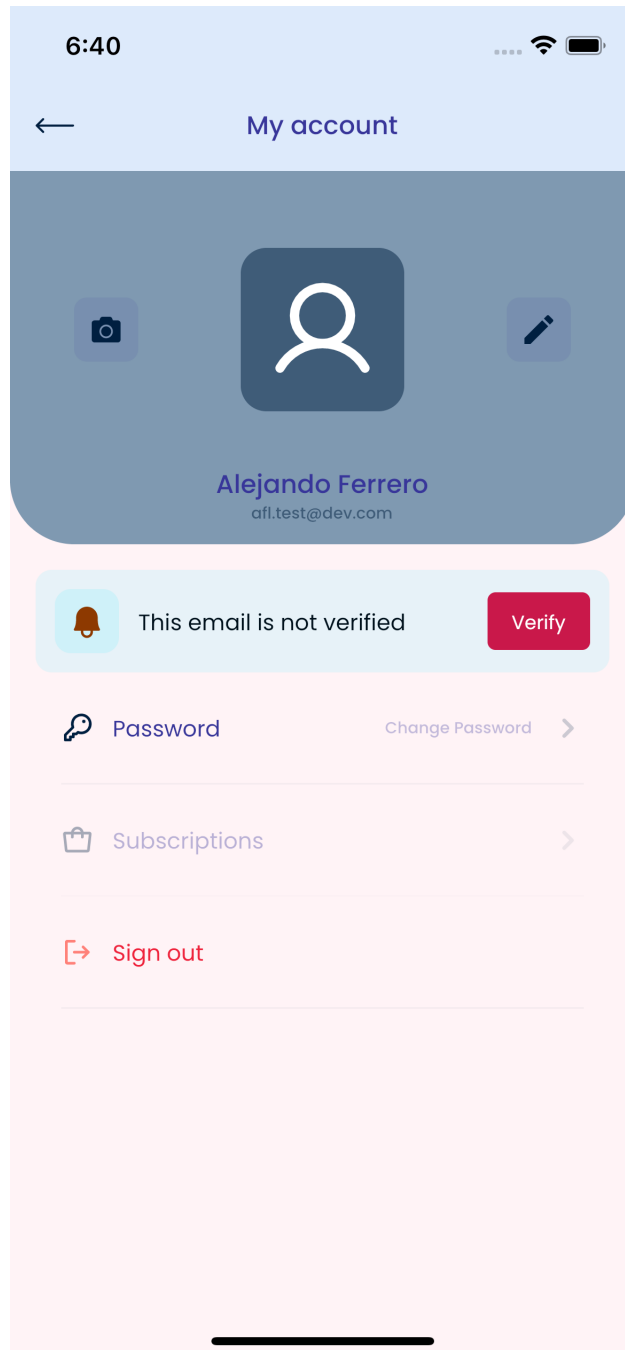 6:40
My account
Alejando Ferrero
afl.test@dev.com
This email is not verified
Verify
Password
Change Password
Subscriptions
Sign out